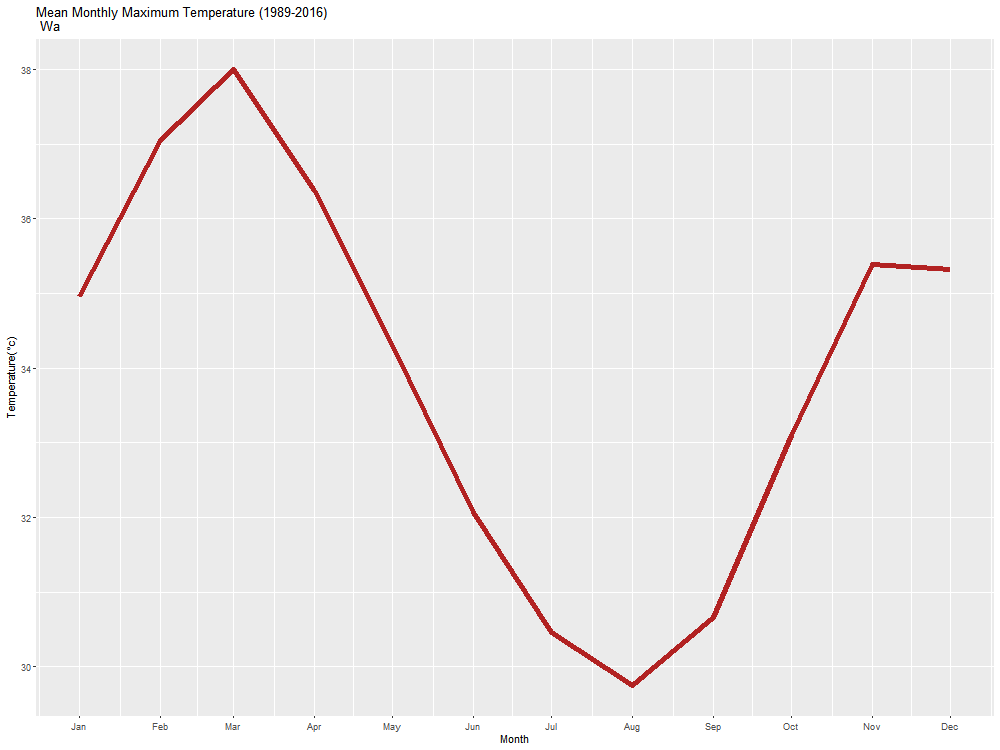 Mean Monthly Maximum Temperature (1989-2016)
Wa
38
36
34
32
30
Temperature(°c)
Jan Feb Mar Apr May Jun Jul Aug Sep Oct Nov Dec
Month